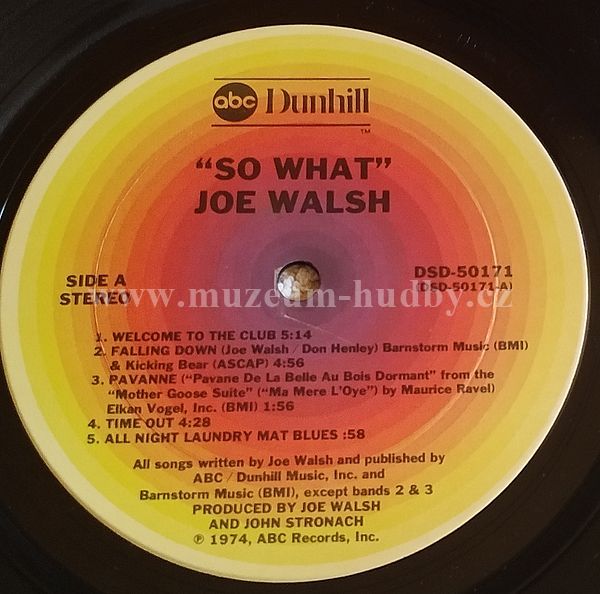 abc Dunhill
TM
"SO WHAT"
JOE WALSH
SIDE A
STEREO
DSD-50171
(DSD-50171-A)
www.muzeum-hudby.cz
1. WELCOME TO THE CLUB 5:14
2. FALLING DOWN (Joe Walsh / Don Henley) Barnstorm Music (BMI)
& Kicking Bear (ASCAP) 4:56
3. PAVANNE ("Pavane De La Belle Au Bois Dormant" from the
"Mother Goose Suite" ("Ma Mere L'Oye") by Maurice Ravel)
Elkan Vogel, Inc. (BMI) 1:56
4. TIME OUT 4:28
5. ALL NIGHT LAUNDRY MAT BLUES :58
All songs written by Joe Walsh and published by
ABC / Dunhill Music, Inc. and
Barnstorm Music (BMI), except bands 2 & 3
PRODUCED BY JOE WALSH
AND JOHN STRONACH
℗ 1974, ABC Records, Inc.